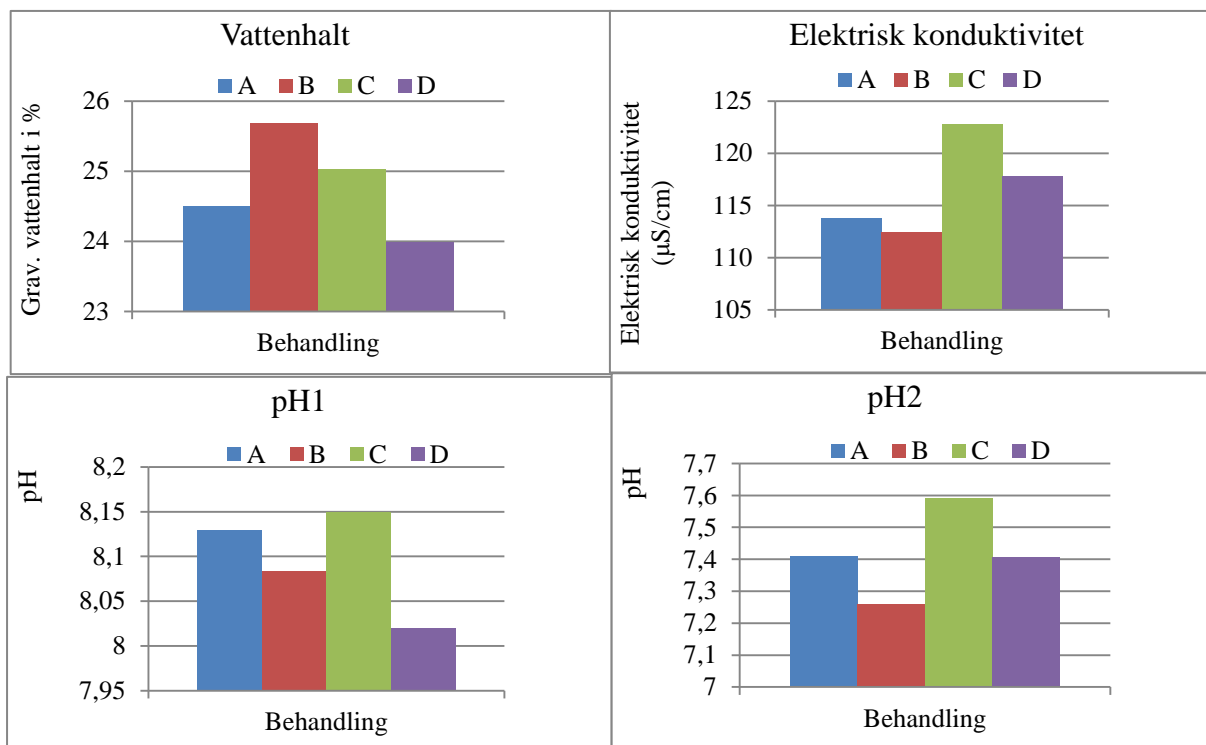 Vattenhalt
A B C D
Grav. vattenhalt i %
26
25
24
23
Behandling
Elektrisk konduktivitet
A B C D
Elektrisk konduktivitet
(µS/cm)
125
120
115
110
105
Behandling
pH1
A B C D
pH
8,2
8,15
8,1
8,05
8
7,95
Behandling
pH2
A B C D
pH
7,7
7,6
7,5
7,4
7,3
7,2
7,1
7
Behandling